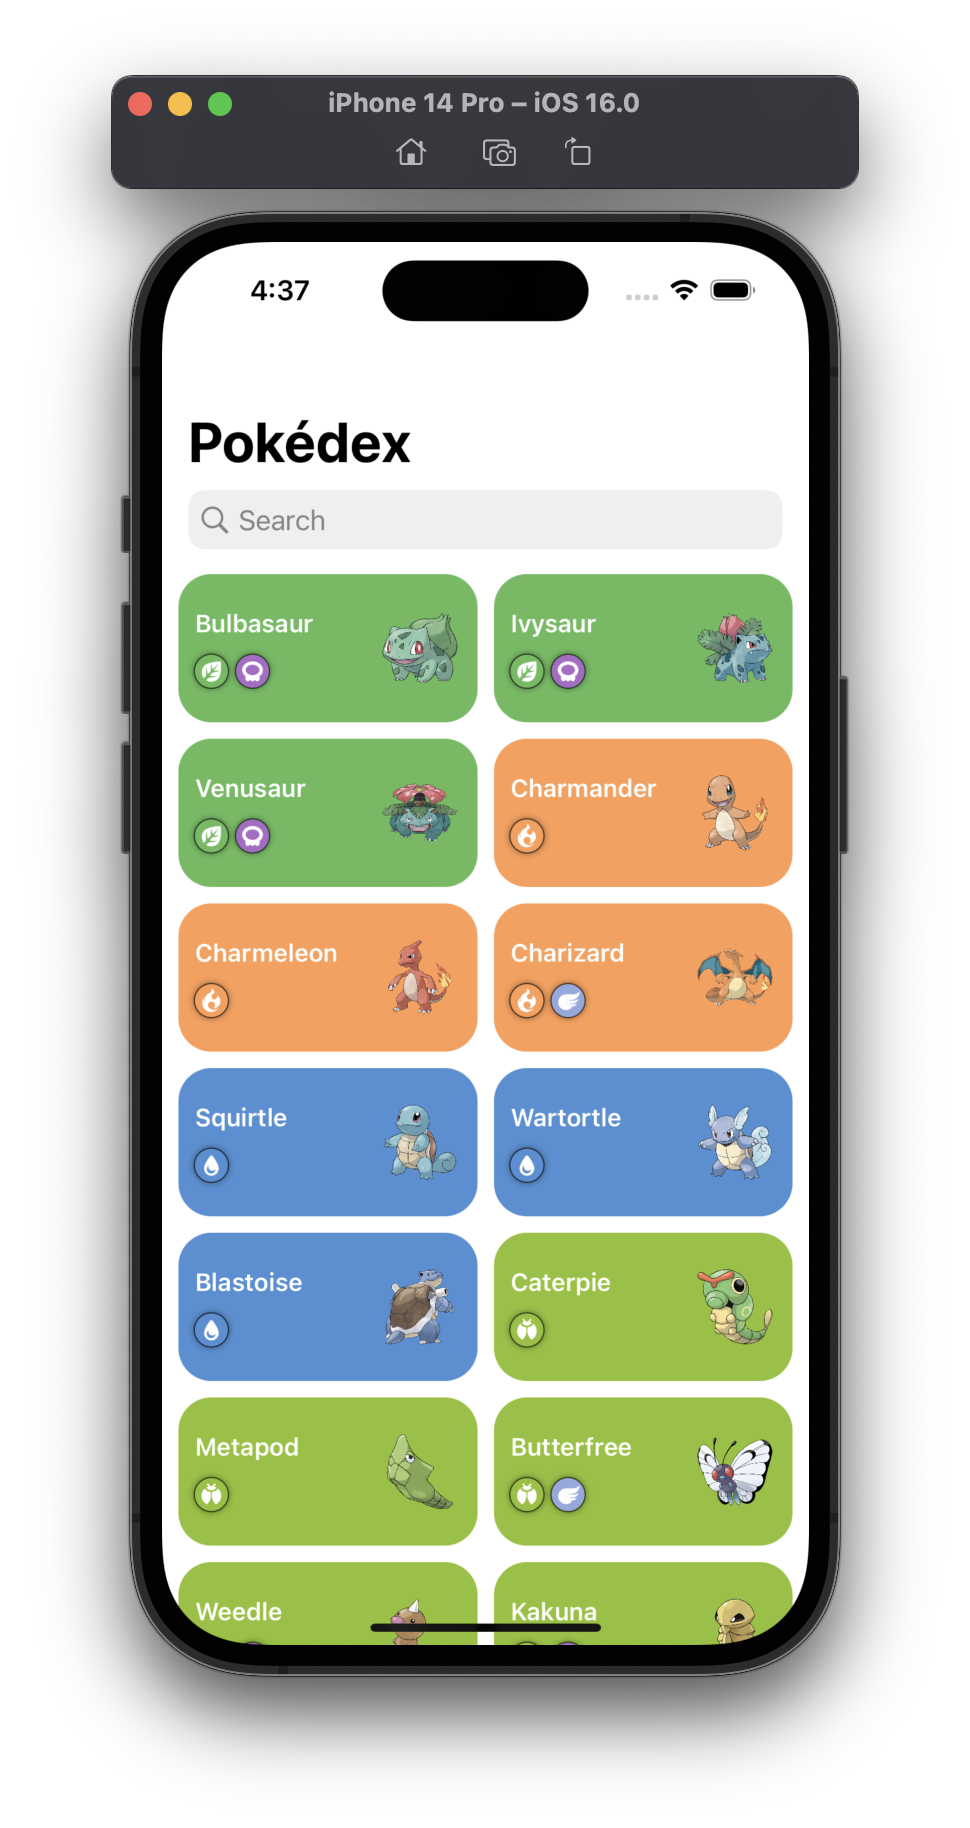 iPhone 14 Pro – iOS 16.0
4:37
Pokédex
Search
Bulbasaur
Ivysaur
Venusaur
Charmander
Charmeleon
Charizard
Squirtle
Wartortle
Blastoise
Caterpie
Metapod
Butterfree
Weedle
Kakuna